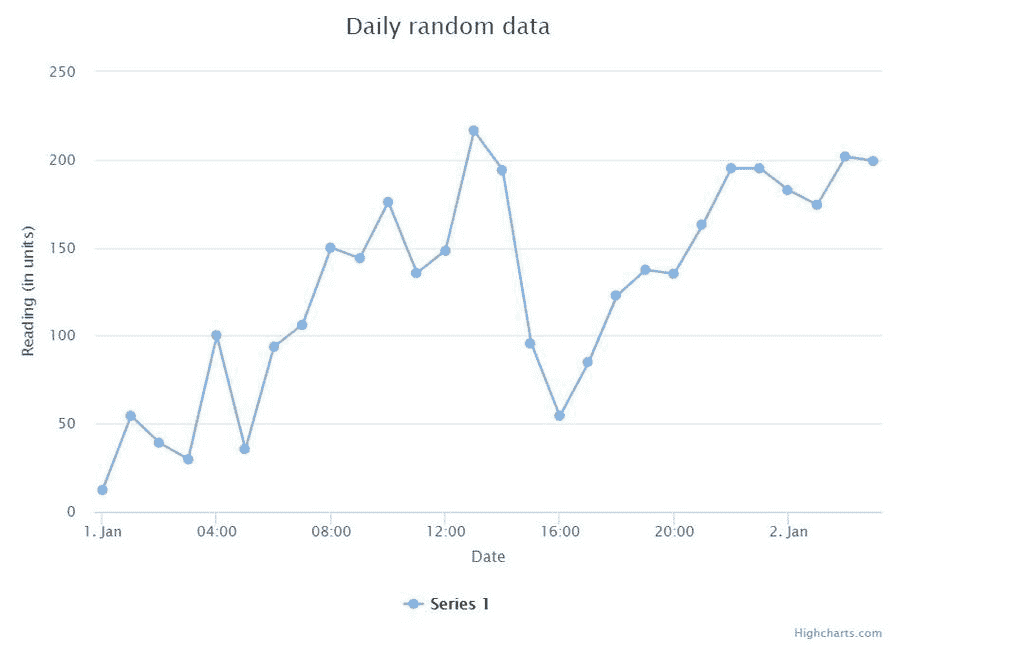 Daily random data
250
200
150
100
50
0
Reading (in units)
1. Jan 04:00 08:00 12:00 16:00 20:00 2. Jan
Date
Series 1
Highcharts.com